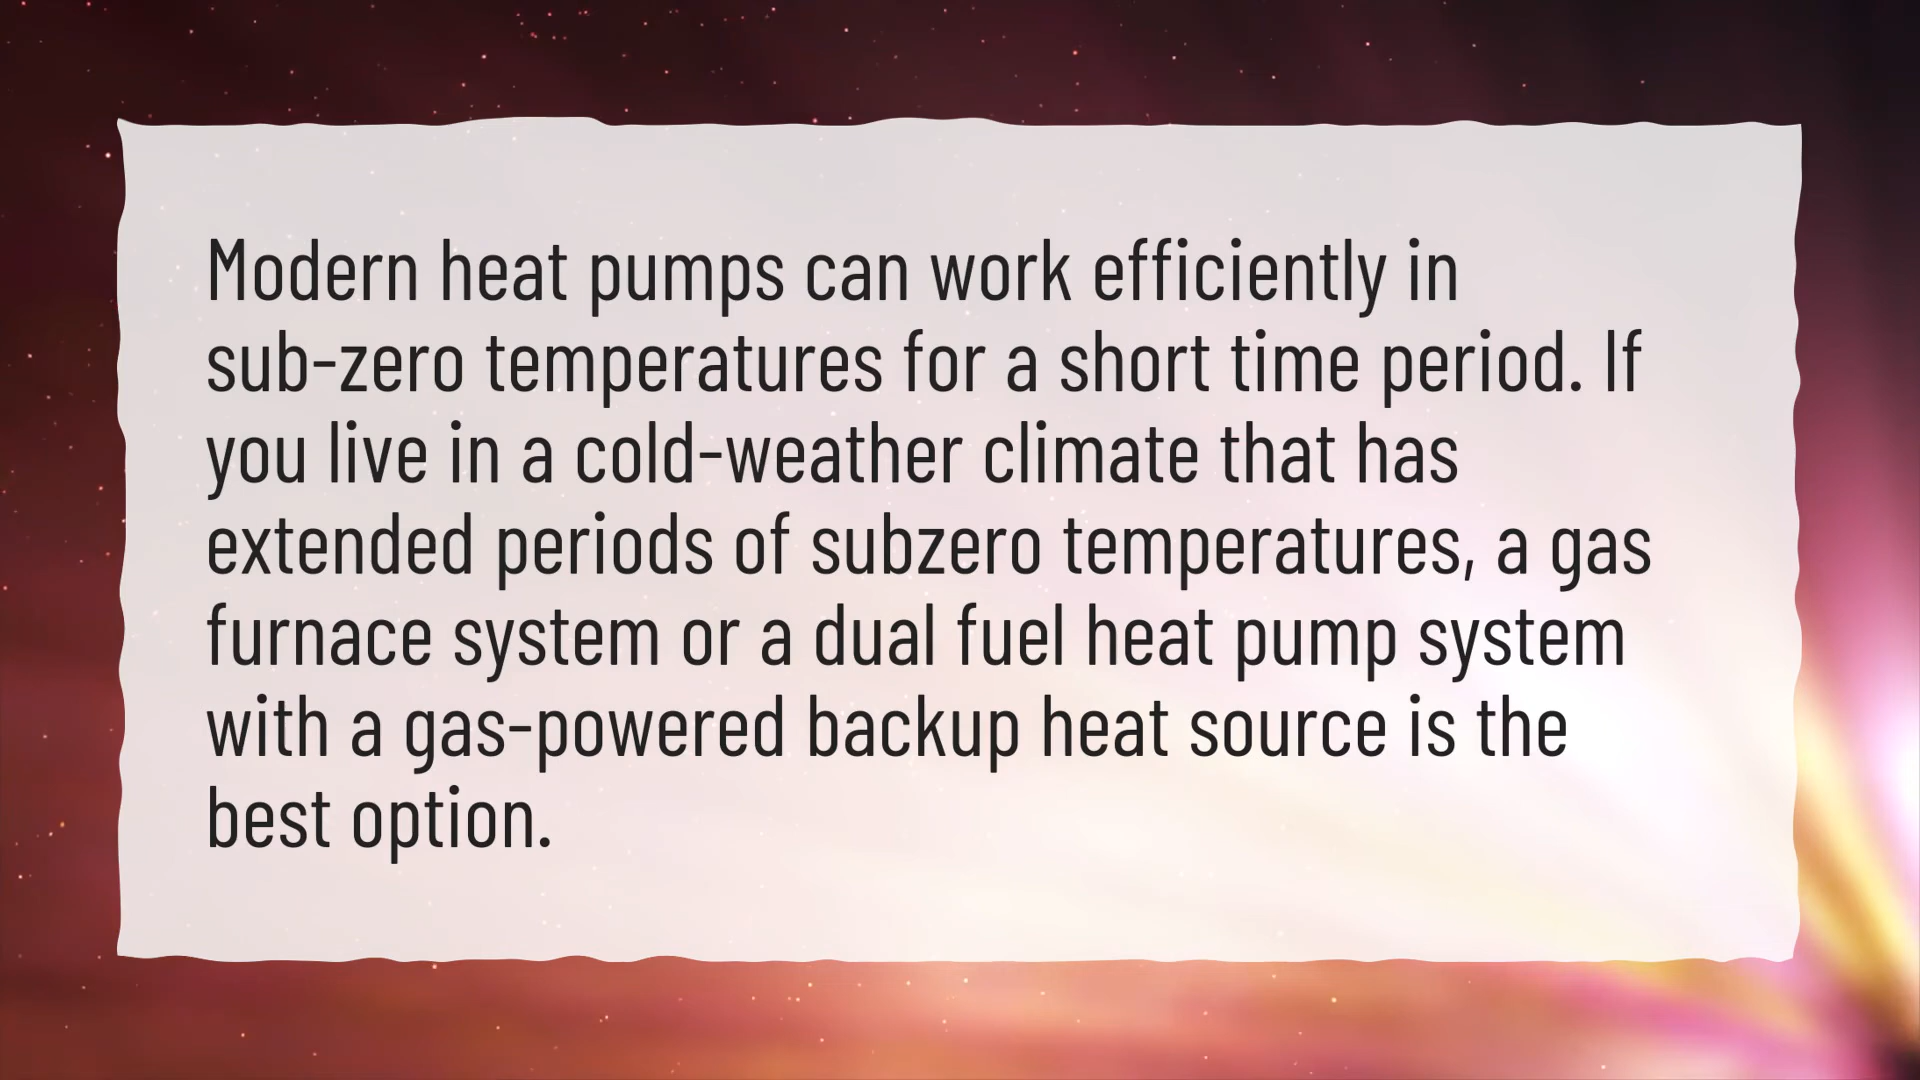 Modern heat pumps can work efficiently in
sub-zero temperatures for a short time period. If
you live in a cold-weather climate that has
extended periods of subzero temperatures, a gas
furnace system or a dual fuel heat pump system
with a gas-powered backup heat source is the
best option.